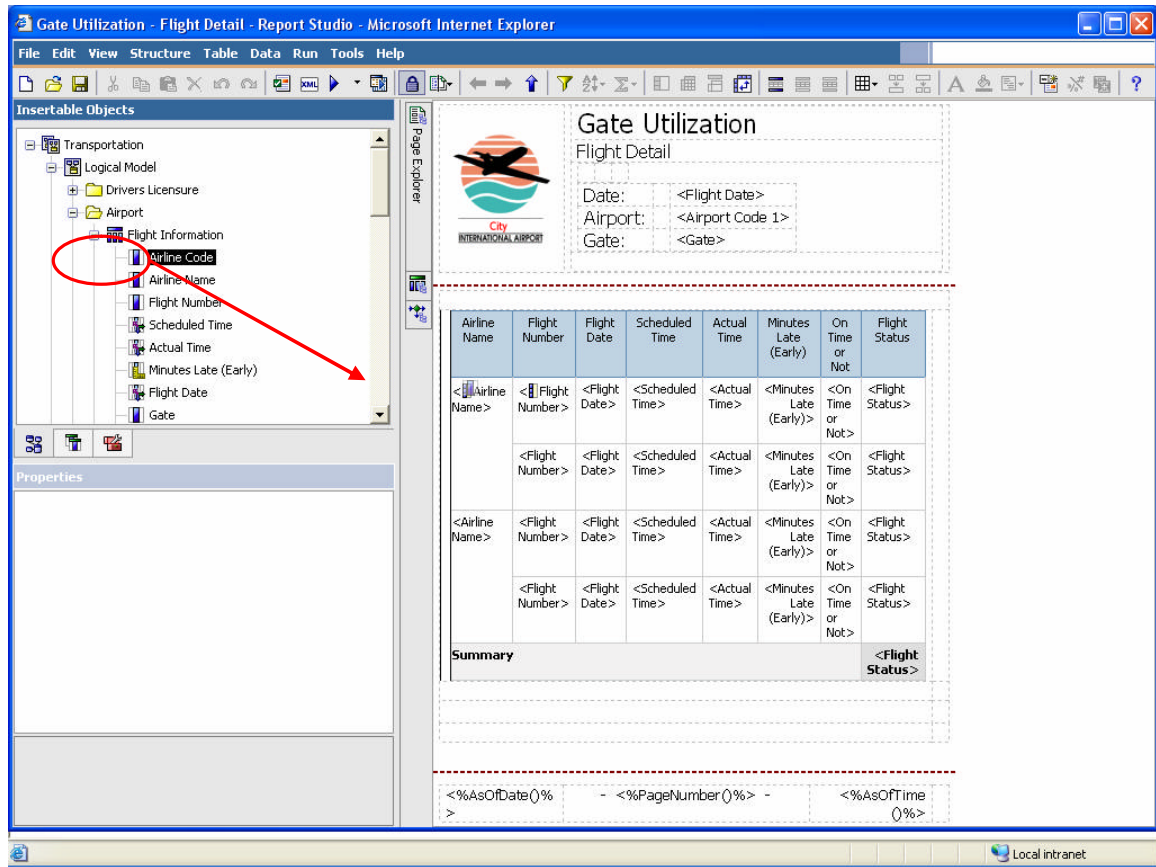 Gate Utilization - Flight Detail - Report Studio - Microsoft Internet Explorer
File Edit View Structure Table Data Run Tools Help
XML
A
?
Insertable Objects
Transportation
Logical Model
Drivers Licensure
Airport
Flight Information
Airline Code
Airline Name
Flight Number
Scheduled Time
Actual Time
Minutes Late (Early)
Flight Date
Gate
Properties
Page Explorer
City
INTERNATIONAL AIRPORT
Gate Utilization
Flight Detail
Date: <Flight Date>
Airport: <Airport Code 1>
Gate: <Gate>
Airline Flight Flight Scheduled Actual Minutes On Flight
Name Number Date Time Time Late Time Status
(Early) or
Not
<Airline <Flight <Flight <Scheduled <Actual <Minutes <On <Flight
Name> Number> Date> Time> Time> Late Time Status>
(Early)> or
Not>
<Flight <Flight <Scheduled <Actual <Minutes <On <Flight
Number> Date> Time> Time> Late Time Status>
(Early)> or
Not>
<Airline <Flight <Flight <Scheduled <Actual <Minutes <On <Flight
Name> Number> Date> Time> Time> Late Time Status>
(Early)> or
Not>
<Flight <Flight <Scheduled <Actual <Minutes <On <Flight
Number> Date> Time> Time> Late Time Status>
(Early)> or
Not>
Summary <Flight
Status>
<%AsOfDate()% - <%PageNumber()%> - <%AsOfTime
> ()%>
Local intranet